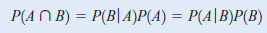 P(A ∩ B) = P(B|A)P(A) = P(A|B)P(B)